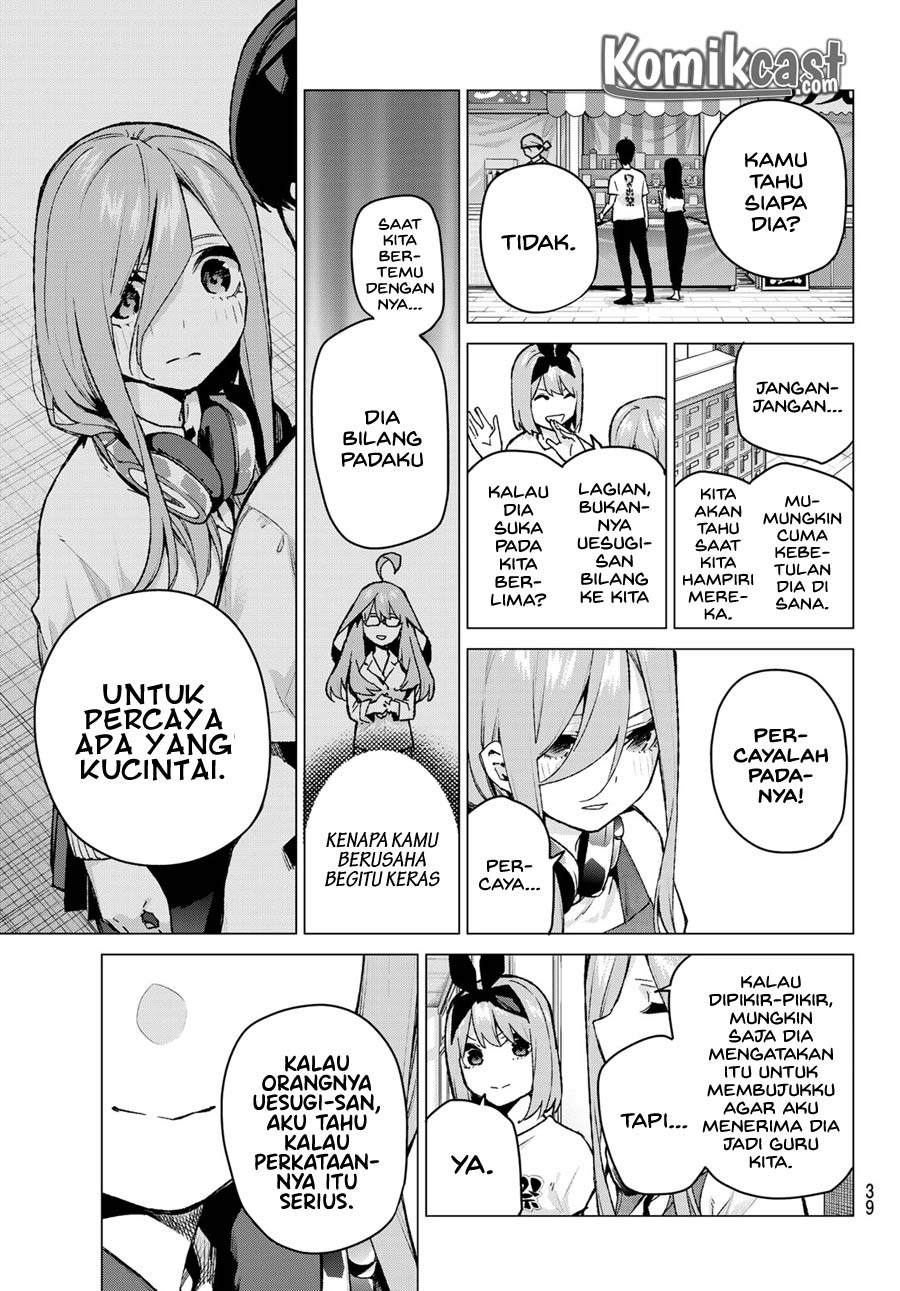 Komikcast
.com
KAMU
TAHU
SIAPA
DIA?
TIDAK.
JANGAN-
JANGAN...
MU-
MUNGKIN
CUMA
KEBE-
TULAN
DIA DI
SANA.
KITA
AKAN
TAHU
SAAT
KITA
HAMPIRI
MERE-
KA.
LAGIAN,
BUKAN-
NYA
UESUGI-
SAN
BILANG
KE KITA
KALAU
DIA
SUKA
PADA
KITA
BER-
LIMA?
PER-
CAYALAH
PADA-
NYA!
PER-
CAYA...
SAAT
KITA
BER-
TEMU
DENGAN
NYA...
DIA
BILANG
PADAKU
KENAPA KAMU
BERUSAHA
BEGITU KERAS
UNTUK
PERCAYA
APA YANG
KUCINTAI.
KALAU
DIPIKIR-PIKIR,
MUNGKIN
SAJA DIA
MENGATAKAN
ITU UNTUK
MEMBUJUKKU
AGAR AKU
MENERIMA DIA
JADI GURU
KITA.
TAPI...
YA.
KALAU
ORANGNYA
UESUGI-SAN,
AKU TAHU
KALAU
PERKATAAN-
NYA ITU
SERIUS.
39